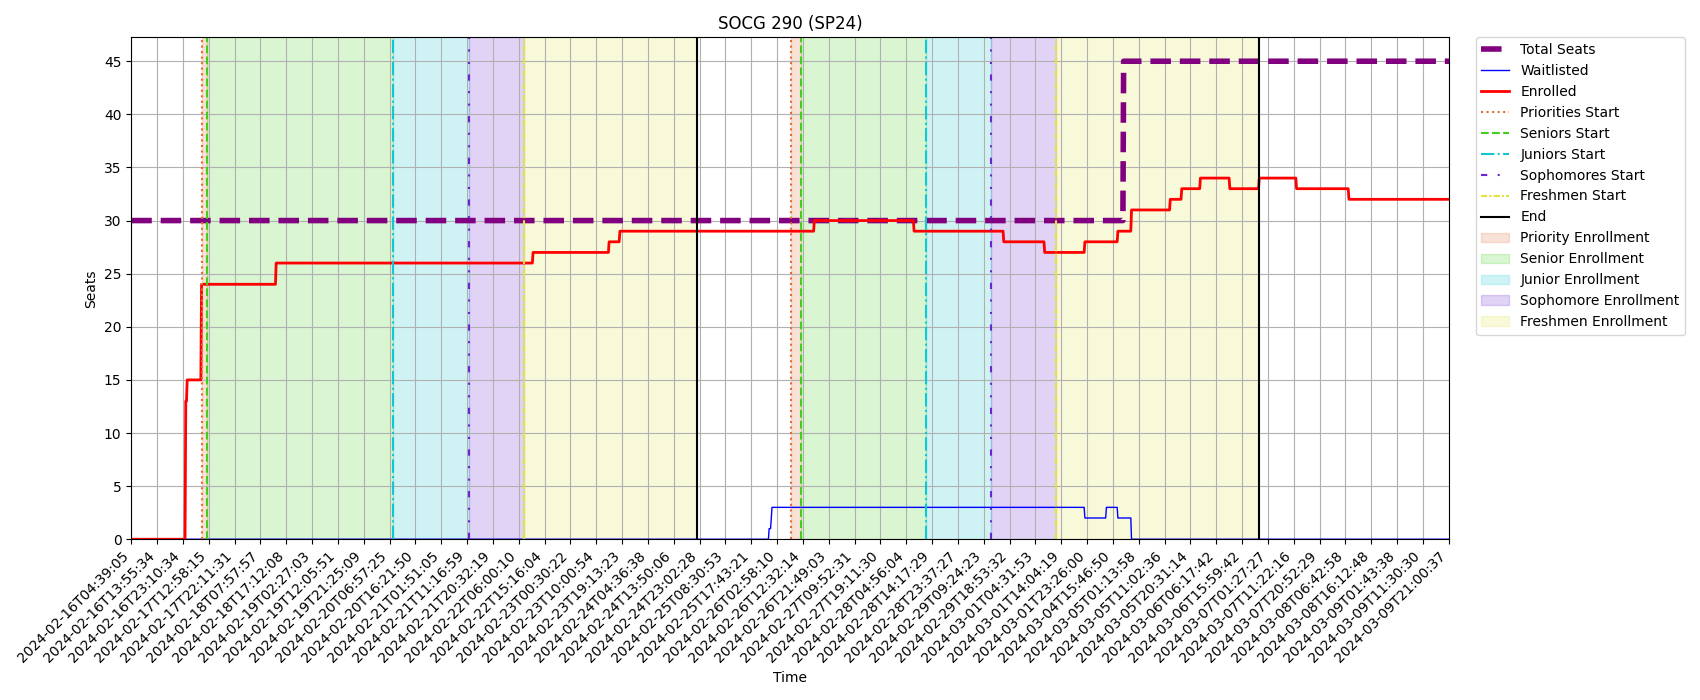 SOCG 290 (SP24)
Seats
45
40
35
30
25
20
15
10
5
0
2024-02-16T04:39:05
2024-02-16T13:55:34
2024-02-16T23:10:34
2024-02-17T12:58:15
2024-02-17T22:11:31
2024-02-18T07:57:57
2024-02-18T17:12:08
2024-02-19T02:27:03
2024-02-19T12:05:51
2024-02-19T21:25:09
2024-02-20T06:57:25
2024-02-20T16:21:50
2024-02-21T01:51:05
2024-02-21T11:16:59
2024-02-21T20:32:19
2024-02-22T06:00:10
2024-02-22T15:16:04
2024-02-23T00:30:22
2024-02-23T10:00:54
2024-02-23T19:13:23
2024-02-24T04:36:38
2024-02-24T13:50:06
2024-02-24T23:02:28
2024-02-25T08:30:53
2024-02-25T17:43:21
2024-02-26T02:58:10
2024-02-26T12:32:14
2024-02-26T21:49:03
2024-02-27T09:52:31
2024-02-27T19:11:30
2024-02-28T04:56:04
2024-02-28T14:17:29
2024-02-28T23:37:27
2024-02-29T09:24:23
2024-02-29T18:53:32
2024-03-01T04:31:53
2024-03-01T14:04:19
2024-03-01T23:26:00
2024-03-04T15:46:50
2024-03-05T01:13:58
2024-03-05T11:02:36
2024-03-05T20:31:14
2024-03-06T06:17:42
2024-03-06T15:59:42
2024-03-07T01:27:27
2024-03-07T11:22:16
2024-03-07T20:52:29
2024-03-08T06:42:58
2024-03-08T16:12:48
2024-03-09T01:43:38
2024-03-09T11:30:30
2024-03-09T21:00:37
Time
Total Seats
Waitlisted
Enrolled
Priorities Start
Seniors Start
Juniors Start
Sophomores Start
Freshmen Start
End
Priority Enrollment
Senior Enrollment
Junior Enrollment
Sophomore Enrollment
Freshmen Enrollment